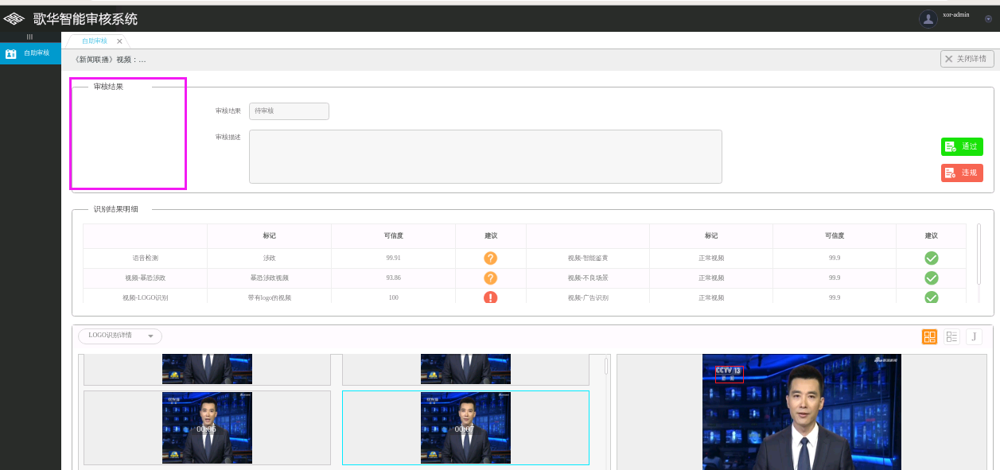 歌华智能审核系统
xor-admin
自助审核
自助审核
《新闻联播》视频：…
关闭详情
审核结果
审核结果
待审核
审核描述
通过
违规
识别结果明细
标记 可信度 建议 标记 可信度 建议
语音检测 涉政 99.91 视频-智能鉴黄 正常视频 99.9
视频-暴恐涉政 暴恐涉政视频 93.86 视频-不良场景 正常视频 99.9
视频-LOGO识别 带有logo的视频 100 视频-广告识别 正常视频 99.9
LOGO识别详情
J
00:06
00:07
CCTV 13